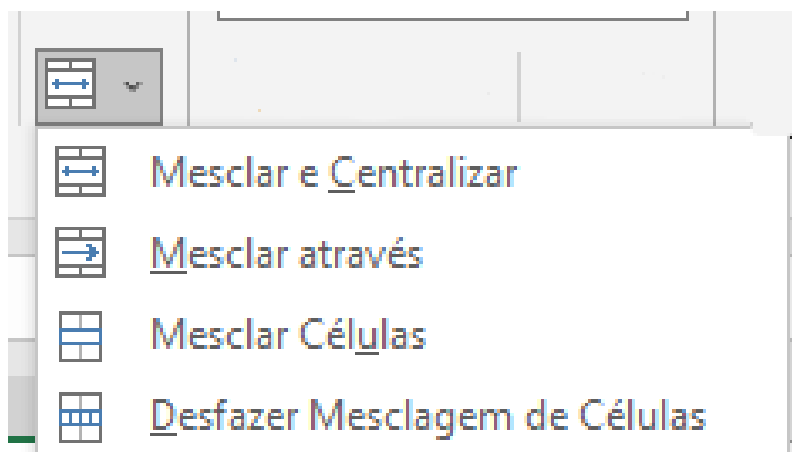 Mesclar e Centralizar
Mesclar através
Mesclar Células
Desfazer Mesclagem de Células